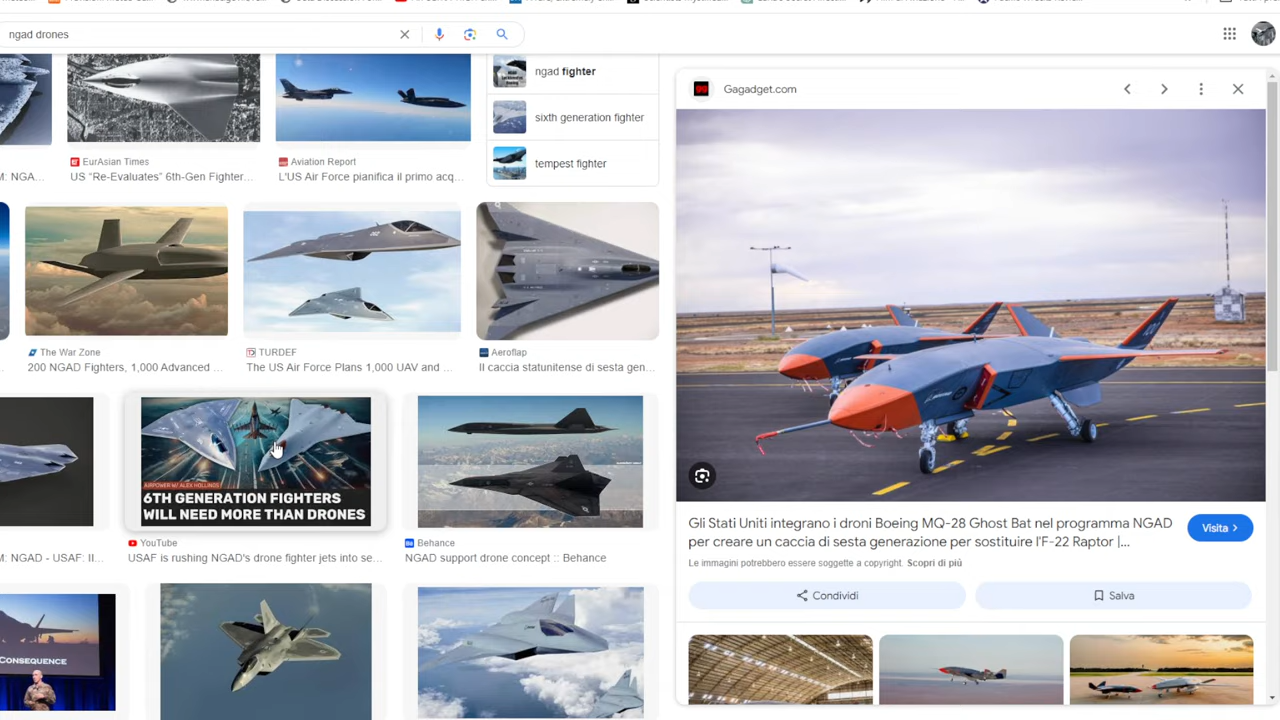 ngad drones
ngad fighter
sixth generation fighter
tempest fighter
EurAsian Times
US “Re-Evaluates” 6th-Gen Fighter...
Aviation Report
L'US Air Force pianifica il primo acq...
The War Zone
200 NGAD Fighters, 1,000 Advanced ...
TURDEF
The US Air Force Plans 1,000 UAV and ...
Aeroflap
Il caccia statunitense di sesta gen...
AIRPOWER W/ ALEX HOLLINGS
6TH GENERATION FIGHTERS
WILL NEED MORE THAN DRONES
YouTube
USAF is rushing NGAD's drone fighter jets into se...
Behance
NGAD support drone concept :: Behance
M: NGAD - USAF: Il...
CONSEQUENCE
Gagadget.com
Gli Stati Uniti integrano i droni Boeing MQ-28 Ghost Bat nel programma NGAD
per creare un caccia di sesta generazione per sostituire l'F-22 Raptor |...
Visita
Le immagini potrebbero essere soggette a copyright. Scopri di più
Condividi
Salva